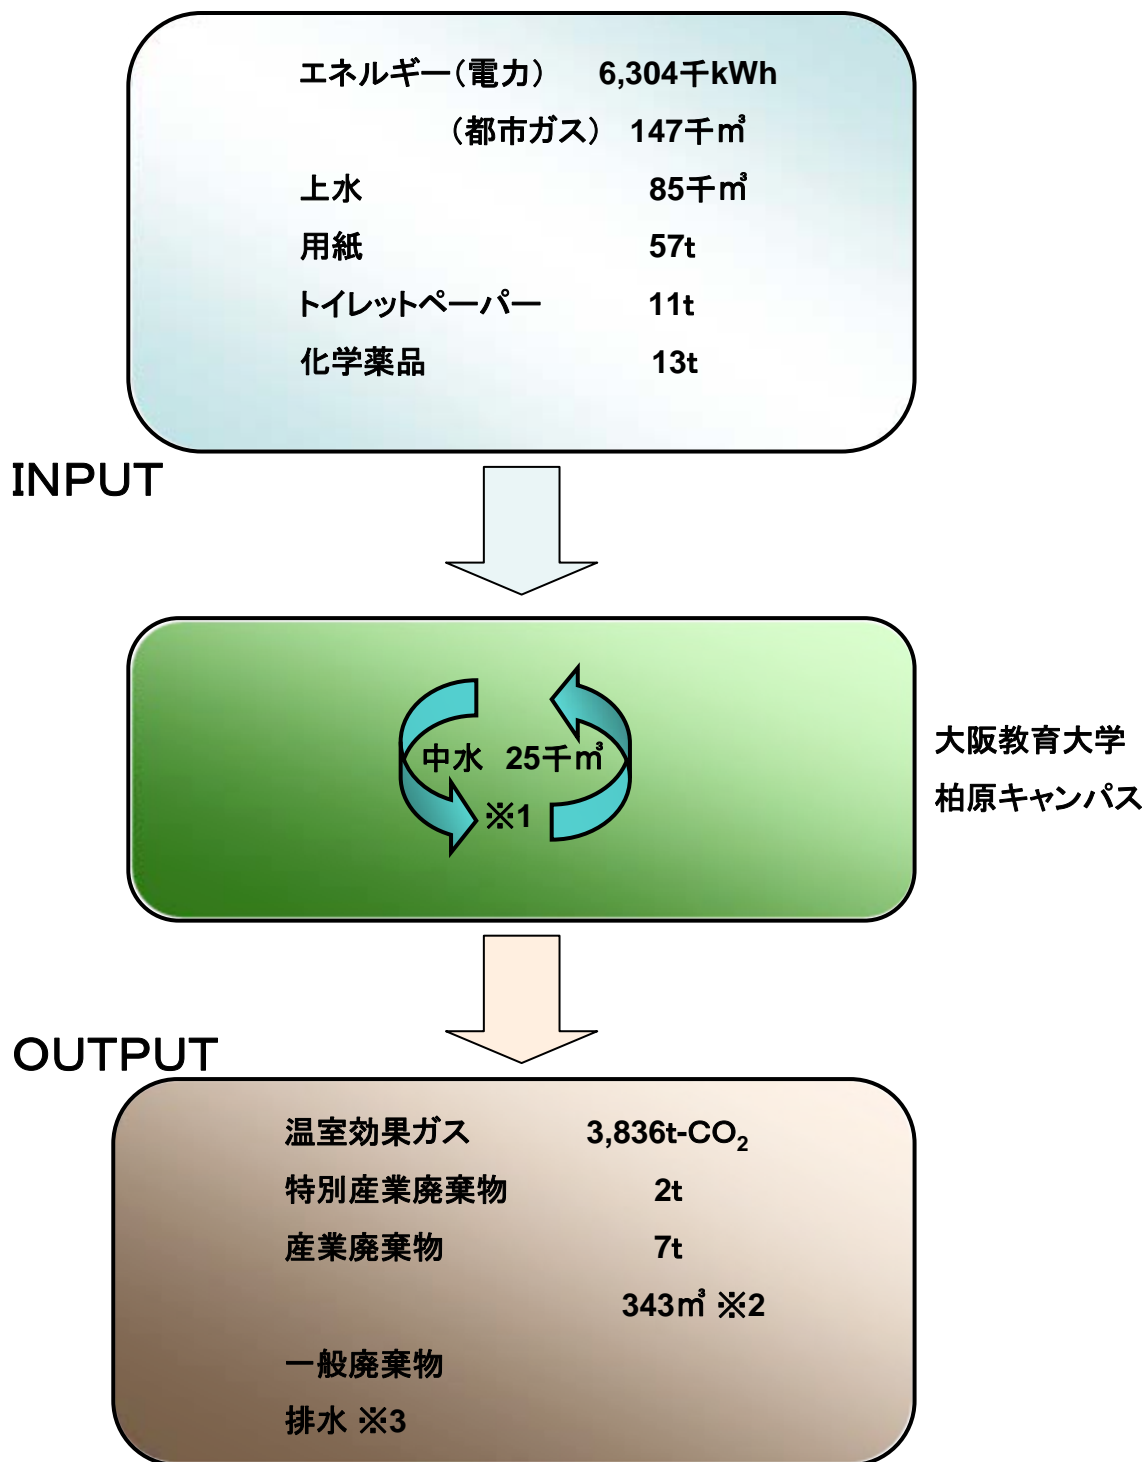 エネルギー(電力) 6,304千kWh
(都市ガス) 147千㎥
上水 85千㎥
用紙 57t
トイレットペーパー 11t
化学薬品 13t
INPUT
中水 25千㎥
※1
大阪教育大学
柏原キャンパス
OUTPUT
温室効果ガス 3,836t-CO₂
特別産業廃棄物 2t
産業廃棄物 7t
343㎥ ※2
一般廃棄物
排水 ※3